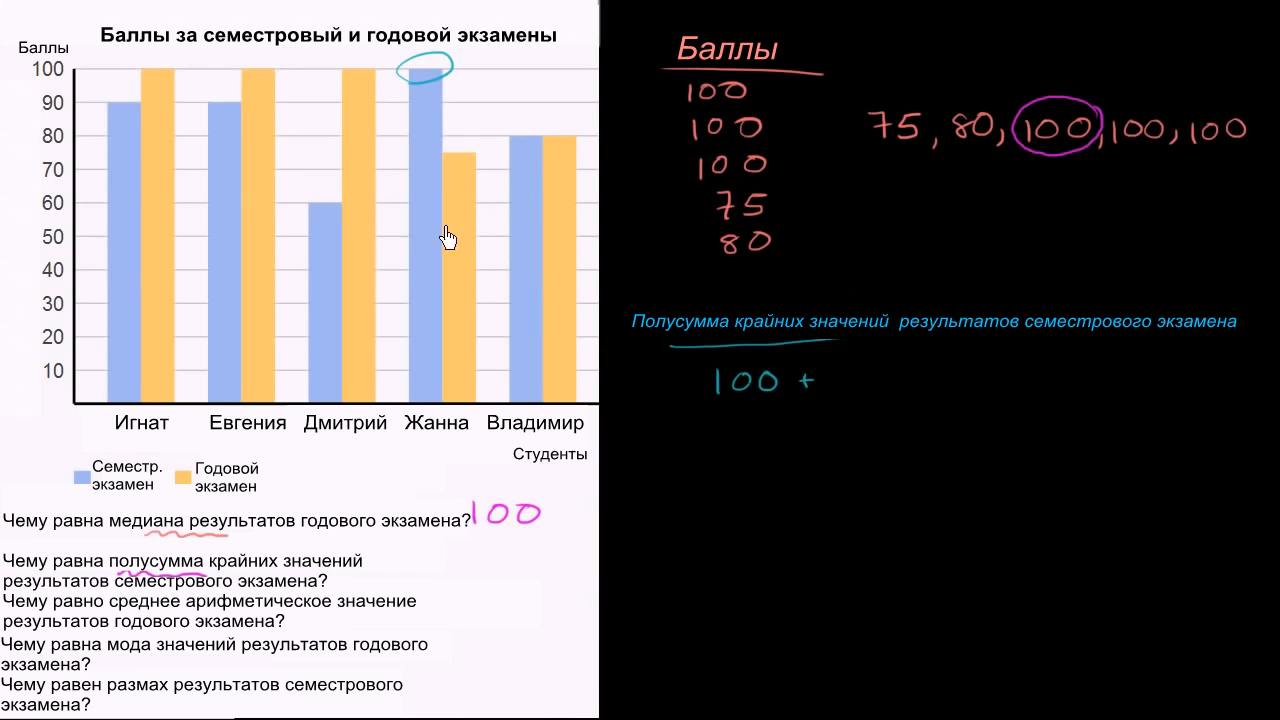 Баллы за семестровый и годовой экзамены
Баллы
100
90
80
70
60
50
40
30
20
10
Игнат Евгения Дмитрий Жанна Владимир
Студенты
Семестр. экзамен
Годовой экзамен
Чему равна медиана результатов годового экзамена? 100
Чему равна полусумма крайних значений
результатов семестрового экзамена?
Чему равно среднее арифметическое значение
результатов годового экзамена?
Чему равна мода значений результатов годового
экзамена?
Чему равен размах результатов семестрового
экзамена?
Баллы
100
100
100
75
80
75, 80, 100, 100, 100
Полусумма крайних значений результатов семестрового экзамена
100 +